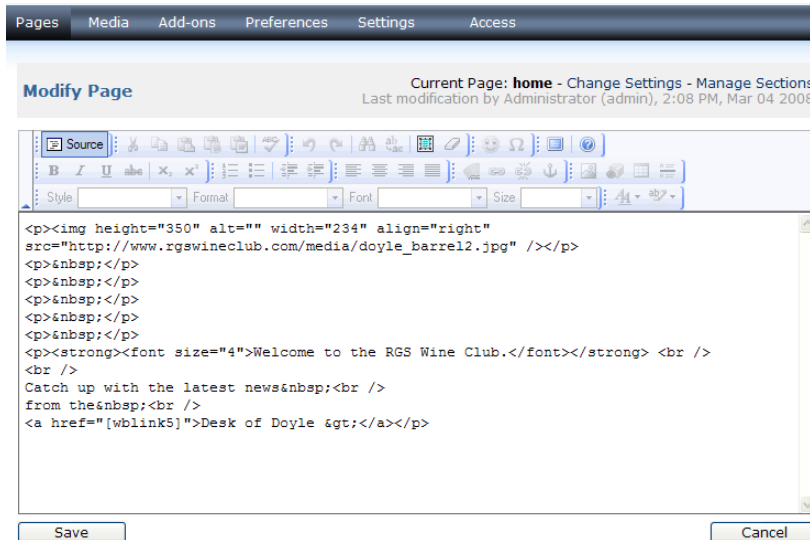 Pages Media Add-ons Preferences Settings Access
Modify Page
Current Page: home - Change Settings - Manage Sections
Last modification by Administrator (admin), 2:08 PM, Mar 04 2008
Source
B I U abc x₂ x²
Style Format Font Size
<p><img height="350" alt="" width="234" align="right"
src="http://www.rgswineclub.com/media/doyle_barrel2.jpg" /></p>
<p>&nbsp;</p>
<p>&nbsp;</p>
<p>&nbsp;</p>
<p>&nbsp;</p>
<p>&nbsp;</p>
<p><strong><font size="4">Welcome to the RGS Wine Club.</font></strong> <br />
<br />
Catch up with the latest news&nbsp;<br />
from the&nbsp;<br />
<a href="[wblink5]">Desk of Doyle &gt;</a></p>
Save Cancel